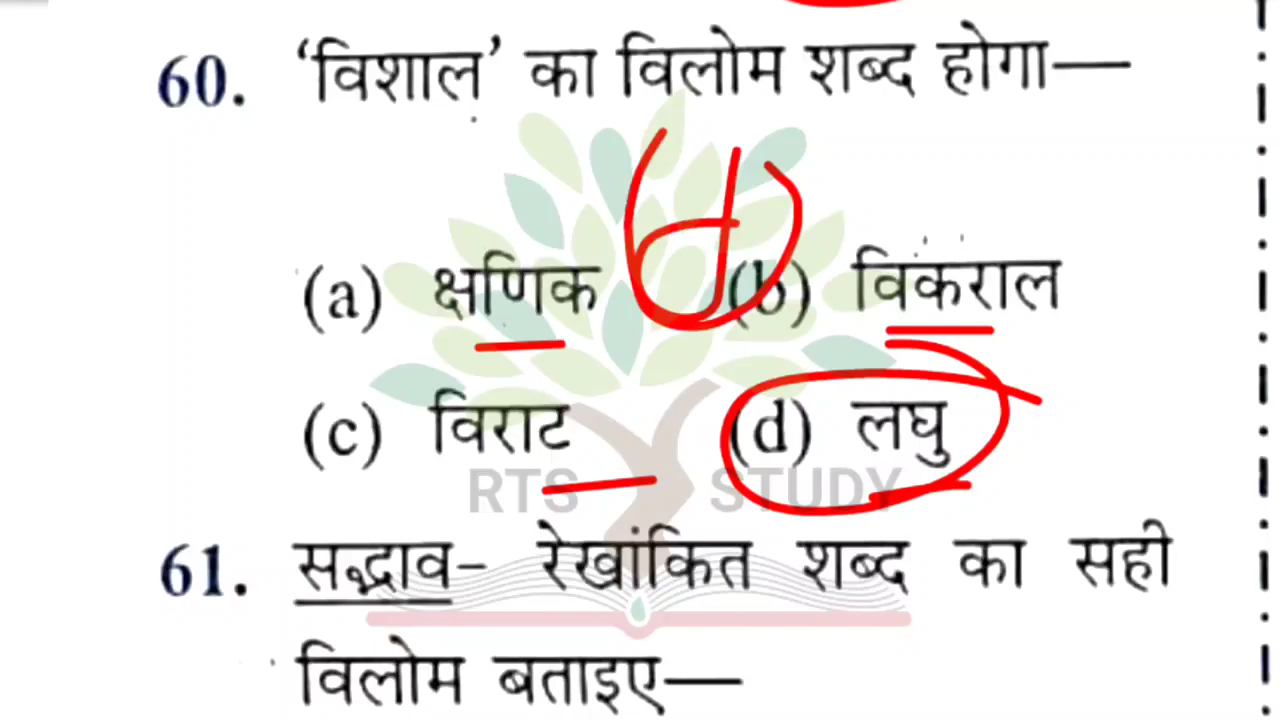 60. ‘विशाल’ का विलोम शब्द होगा—
(d)
(a) क्षणिक (b) विकराल
(c) विराट (d) लघु
RTS STUDY
61. सद्भाव- रेखांकित शब्द का सही
विलोम बताइए—